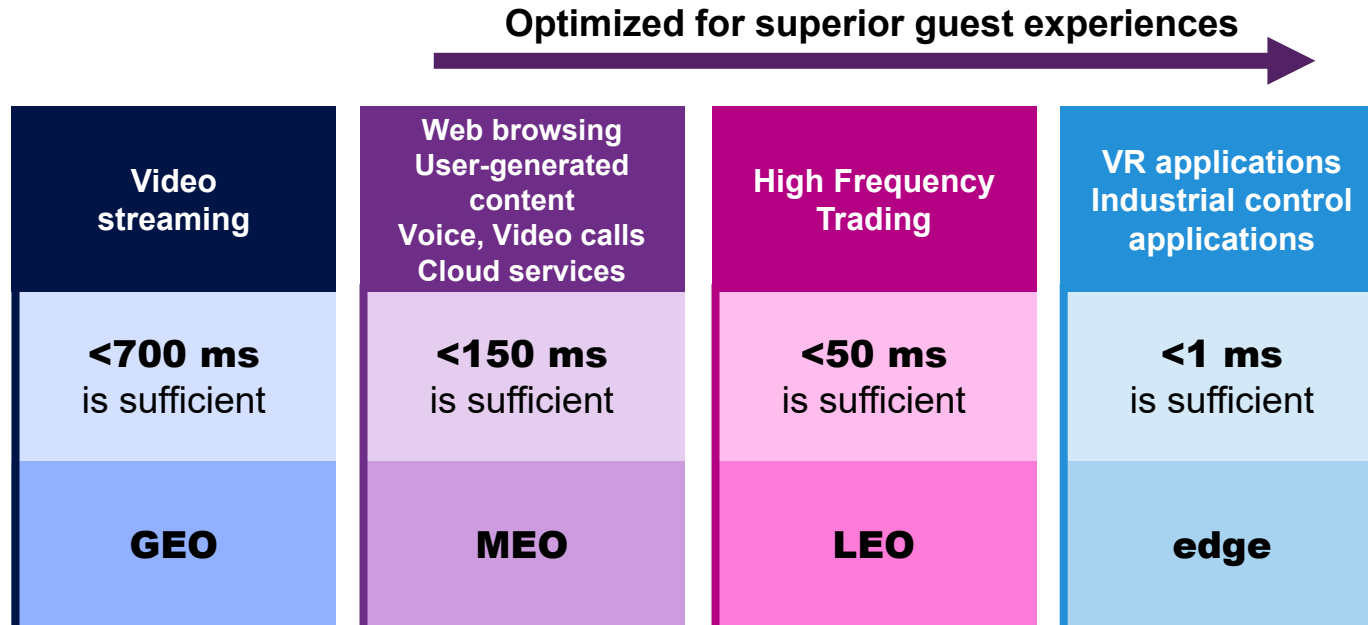 Optimized for superior guest experiences
Video
streaming
<700 ms
is sufficient
GEO
Web browsing
User-generated
content
Voice, Video calls
Cloud services
<150 ms
is sufficient
MEO
High Frequency
Trading
<50 ms
is sufficient
LEO
VR applications
Industrial control
applications
<1 ms
is sufficient
edge